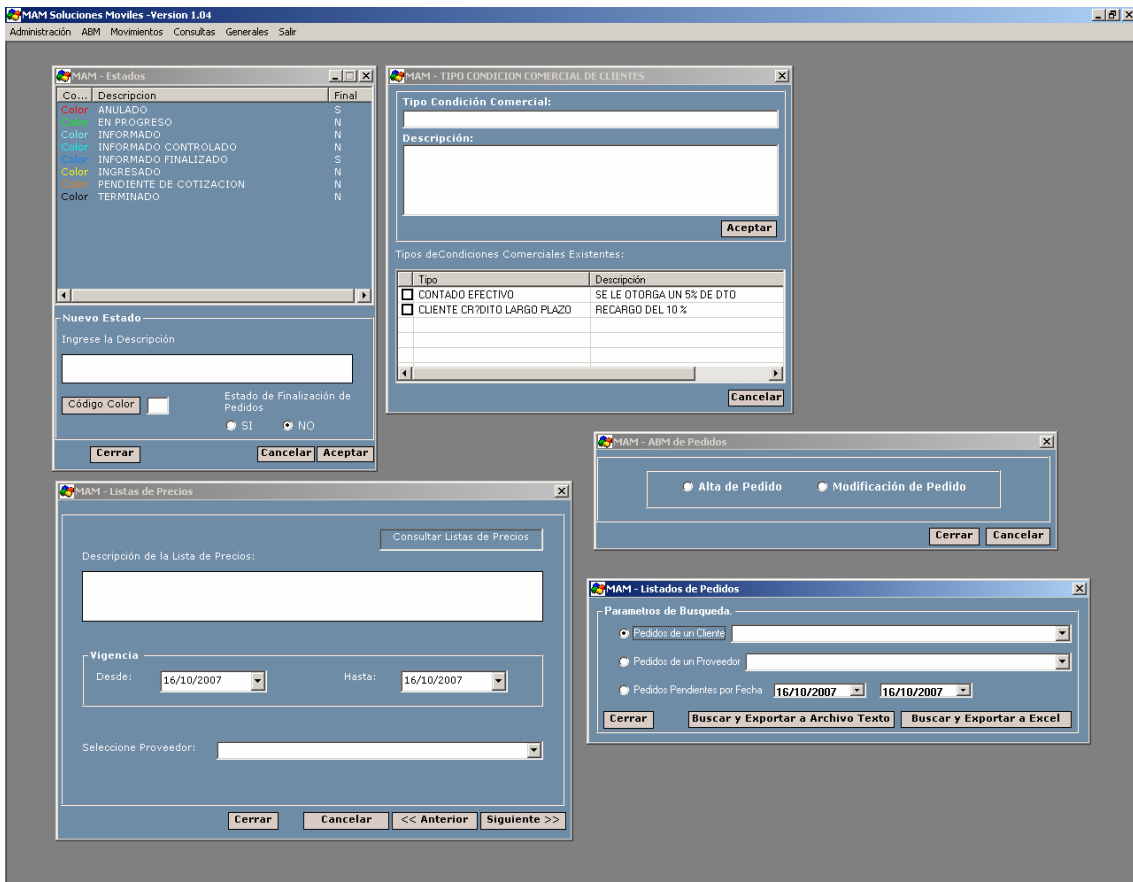 MAM Soluciones Moviles -Version 1.04
Administración ABM Movimientos Consultas Generales Salir
MAM - Estados
Co... Descripcion Final
Color ANULADO S
Color EN PROGRESO N
Color INFORMADO N
Color INFORMADO CONTROLADO N
Color INFORMADO FINALIZADO S
Color INGRESADO N
Color PENDIENTE DE COTIZACION N
Color TERMINADO N
Nuevo Estado
Ingrese la Descripción
Código Color
Estado de Finalización de
Pedidos
SI NO
Cerrar Cancelar Aceptar
MAM - TIPO CONDICION COMERCIAL DE CLIENTES
Tipo Condición Comercial:
Descripción:
Aceptar
Tipos deCondiciones Comerciales Existentes:
Tipo Descripción
CONTADO EFECTIVO SE LE OTORGA UN 5% DE DTO
CLIENTE CR?DITO LARGO PLAZO RECARGO DEL 10 %
Cancelar
MAM - ABM de Pedidos
Alta de Pedido Modificación de Pedido
Cerrar Cancelar
MAM - Listas de Precios
Consultar Listas de Precios
Descripción de la Lista de Precios:
Vigencia
Desde: 16/10/2007 Hasta: 16/10/2007
Seleccione Proveedor:
Cerrar Cancelar << Anterior Siguiente >>
MAM - Listados de Pedidos
Parametros de Busqueda.
Pedidos de un Cliente
Pedidos de un Proveedor
Pedidos Pendientes por Fecha 16/10/2007 16/10/2007
Cerrar Buscar y Exportar a Archivo Texto Buscar y Exportar a Excel